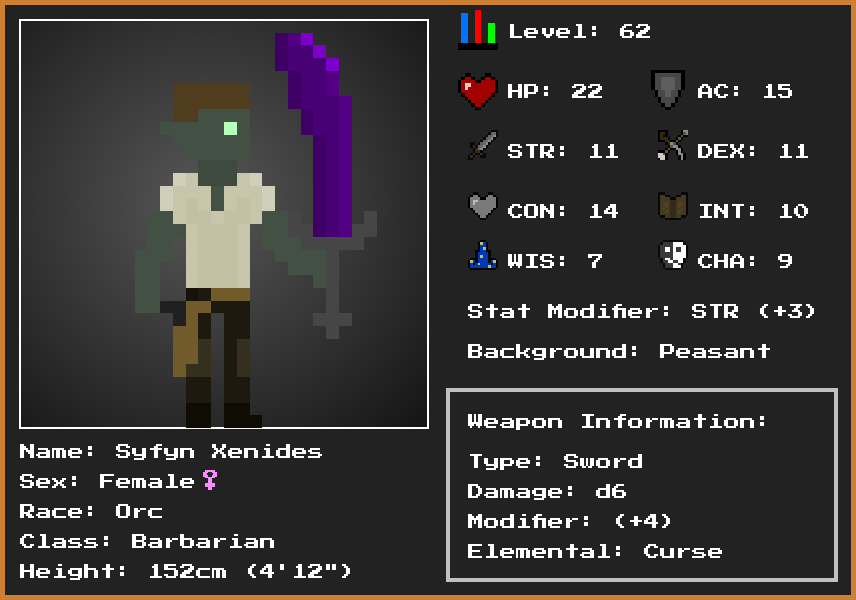 Level: 62
HP: 22
AC: 15
STR: 11
DEX: 11
CON: 14
INT: 10
WIS: 7
CHA: 9
Stat Modifier: STR (+3)
Background: Peasant
Weapon Information:
Type: Sword
Damage: d6
Modifier: (+4)
Elemental: Curse
Name: Syfyn Xenides
Sex: Female♀
Race: Orc
Class: Barbarian
Height: 152cm (4'12")